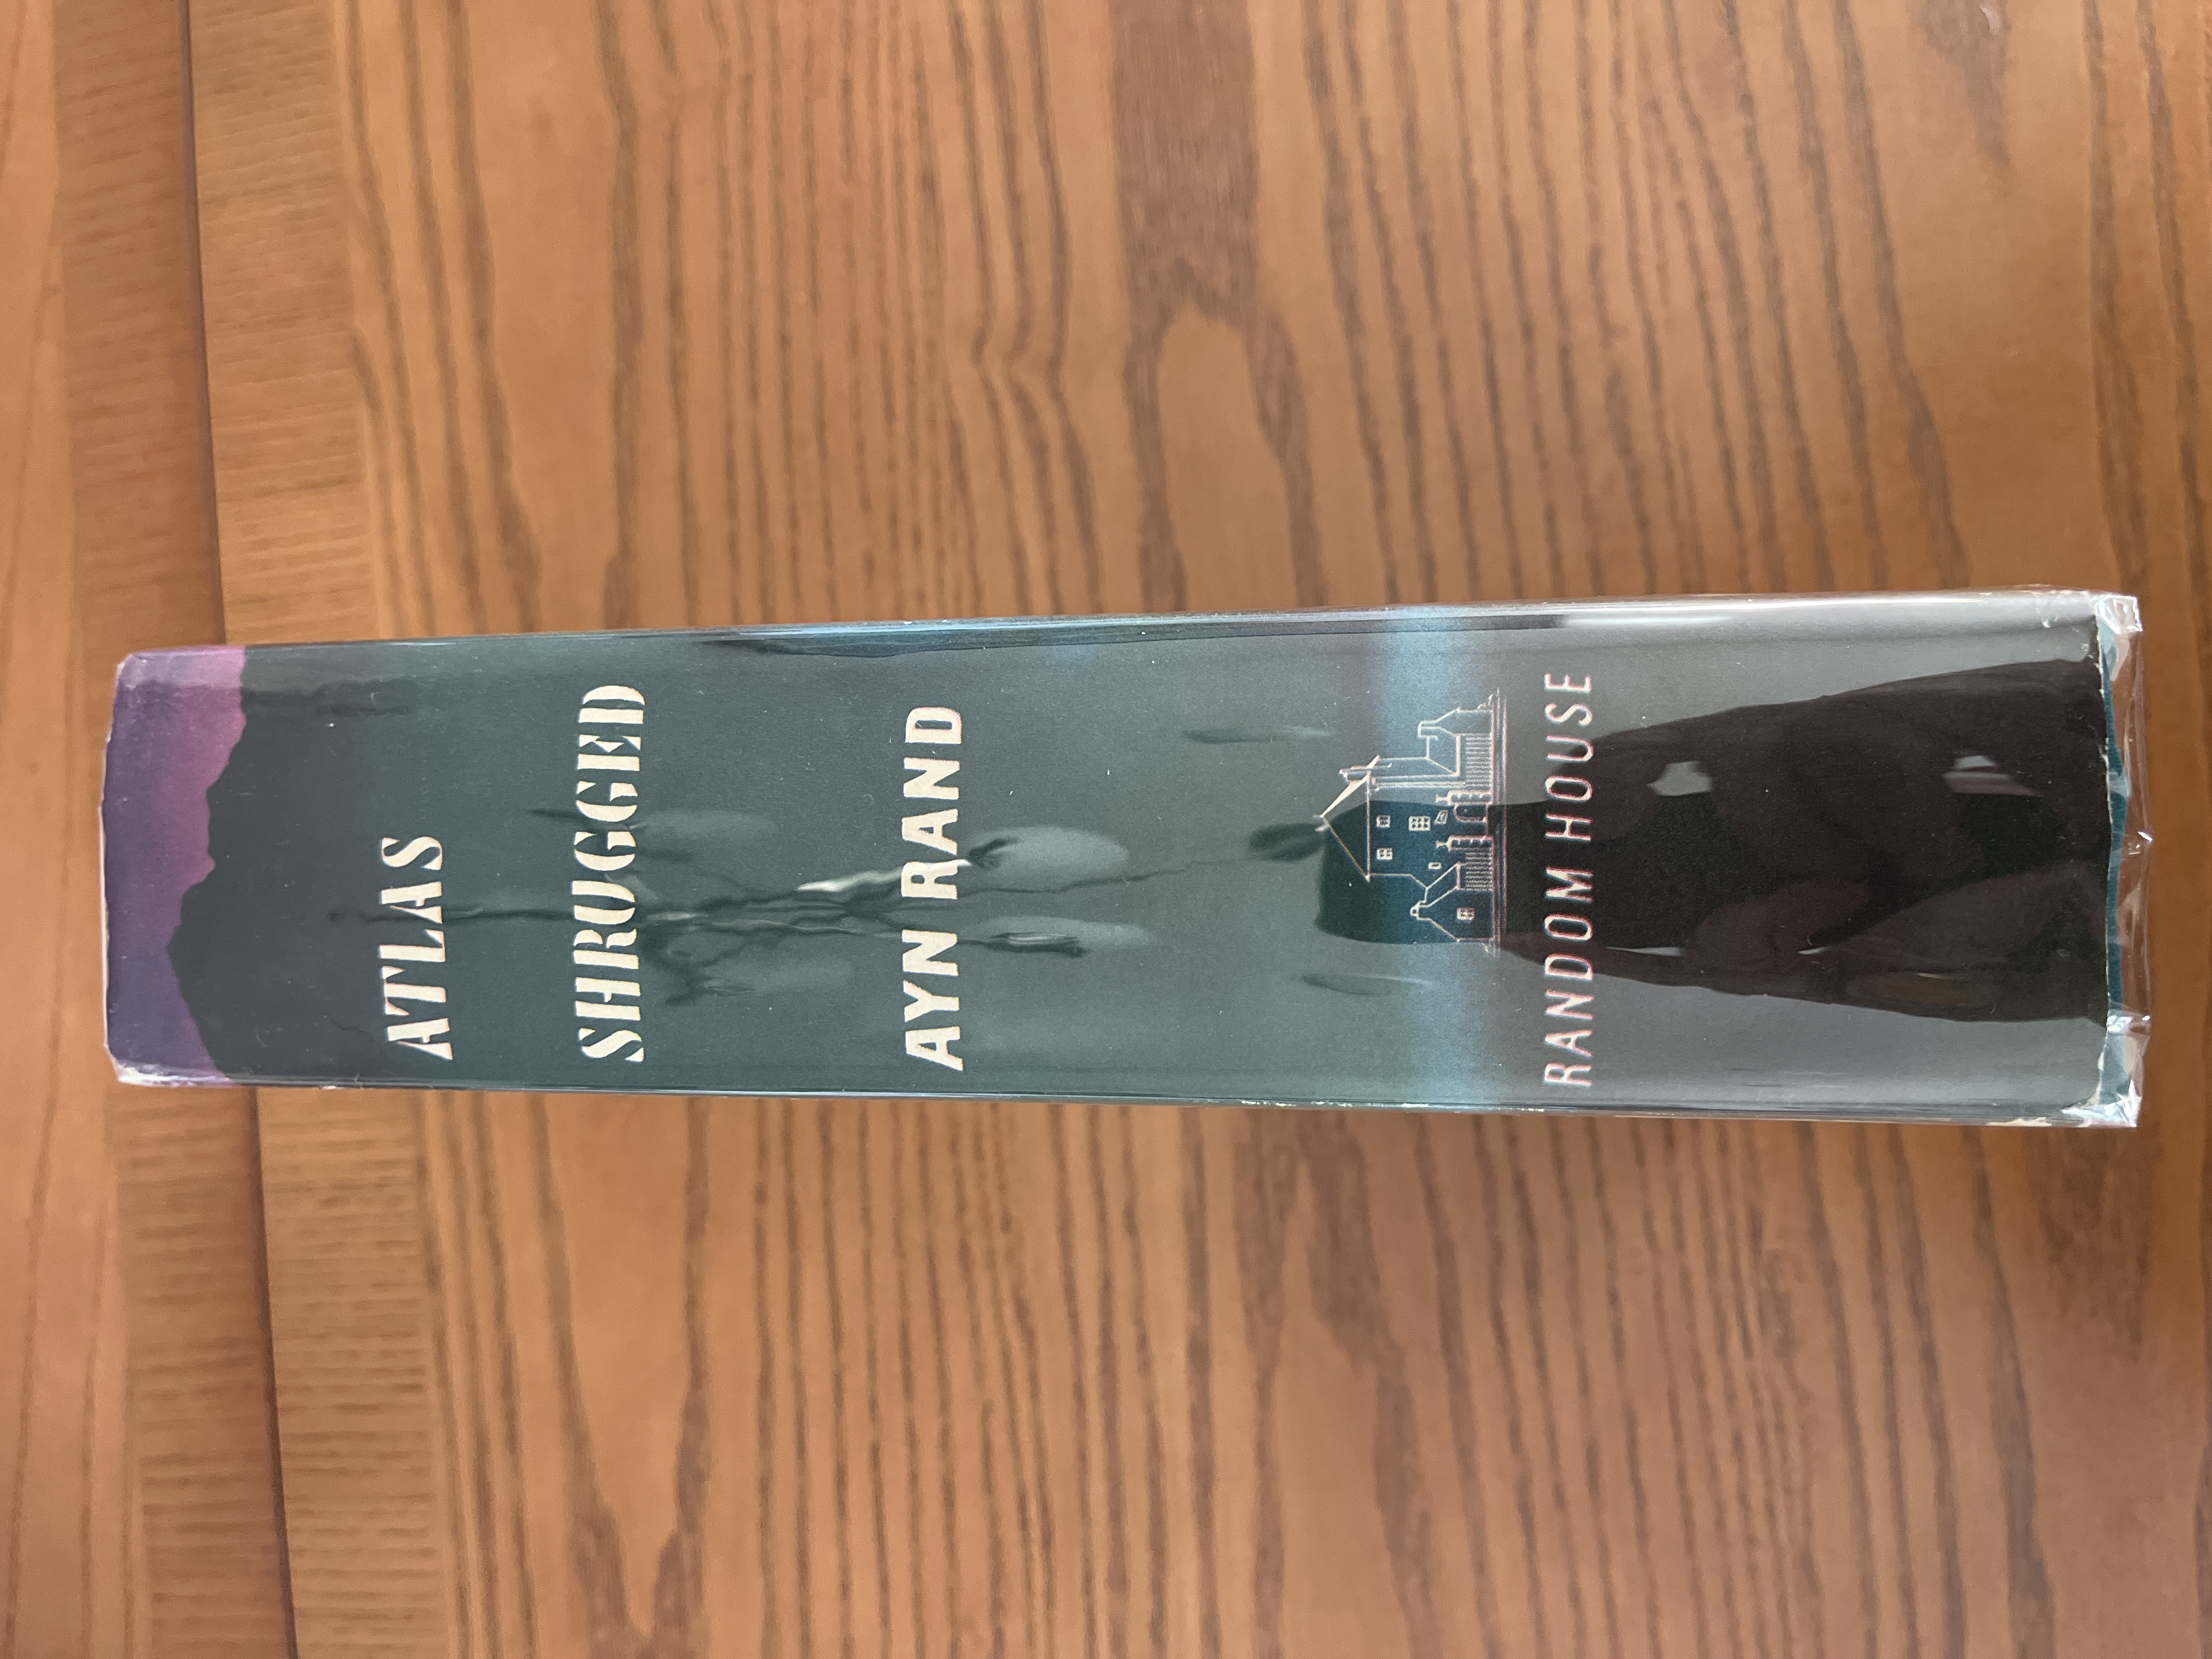 ATLAS
SHRUGGED
AYN RAND
RANDOM HOUSE